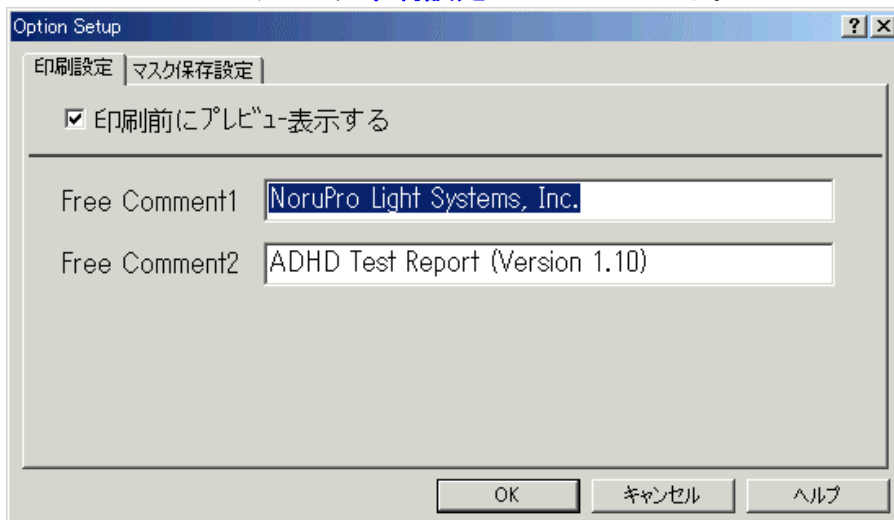 Option Setup
印刷設定 マスク保存設定
印刷前にﾌﾟﾚﾋﾞｭｰ表示する
Free Comment1 NoruPro Light Systems, Inc.
Free Comment2 ADHD Test Report (Version 1.10)
OK キャンセル ヘルプ